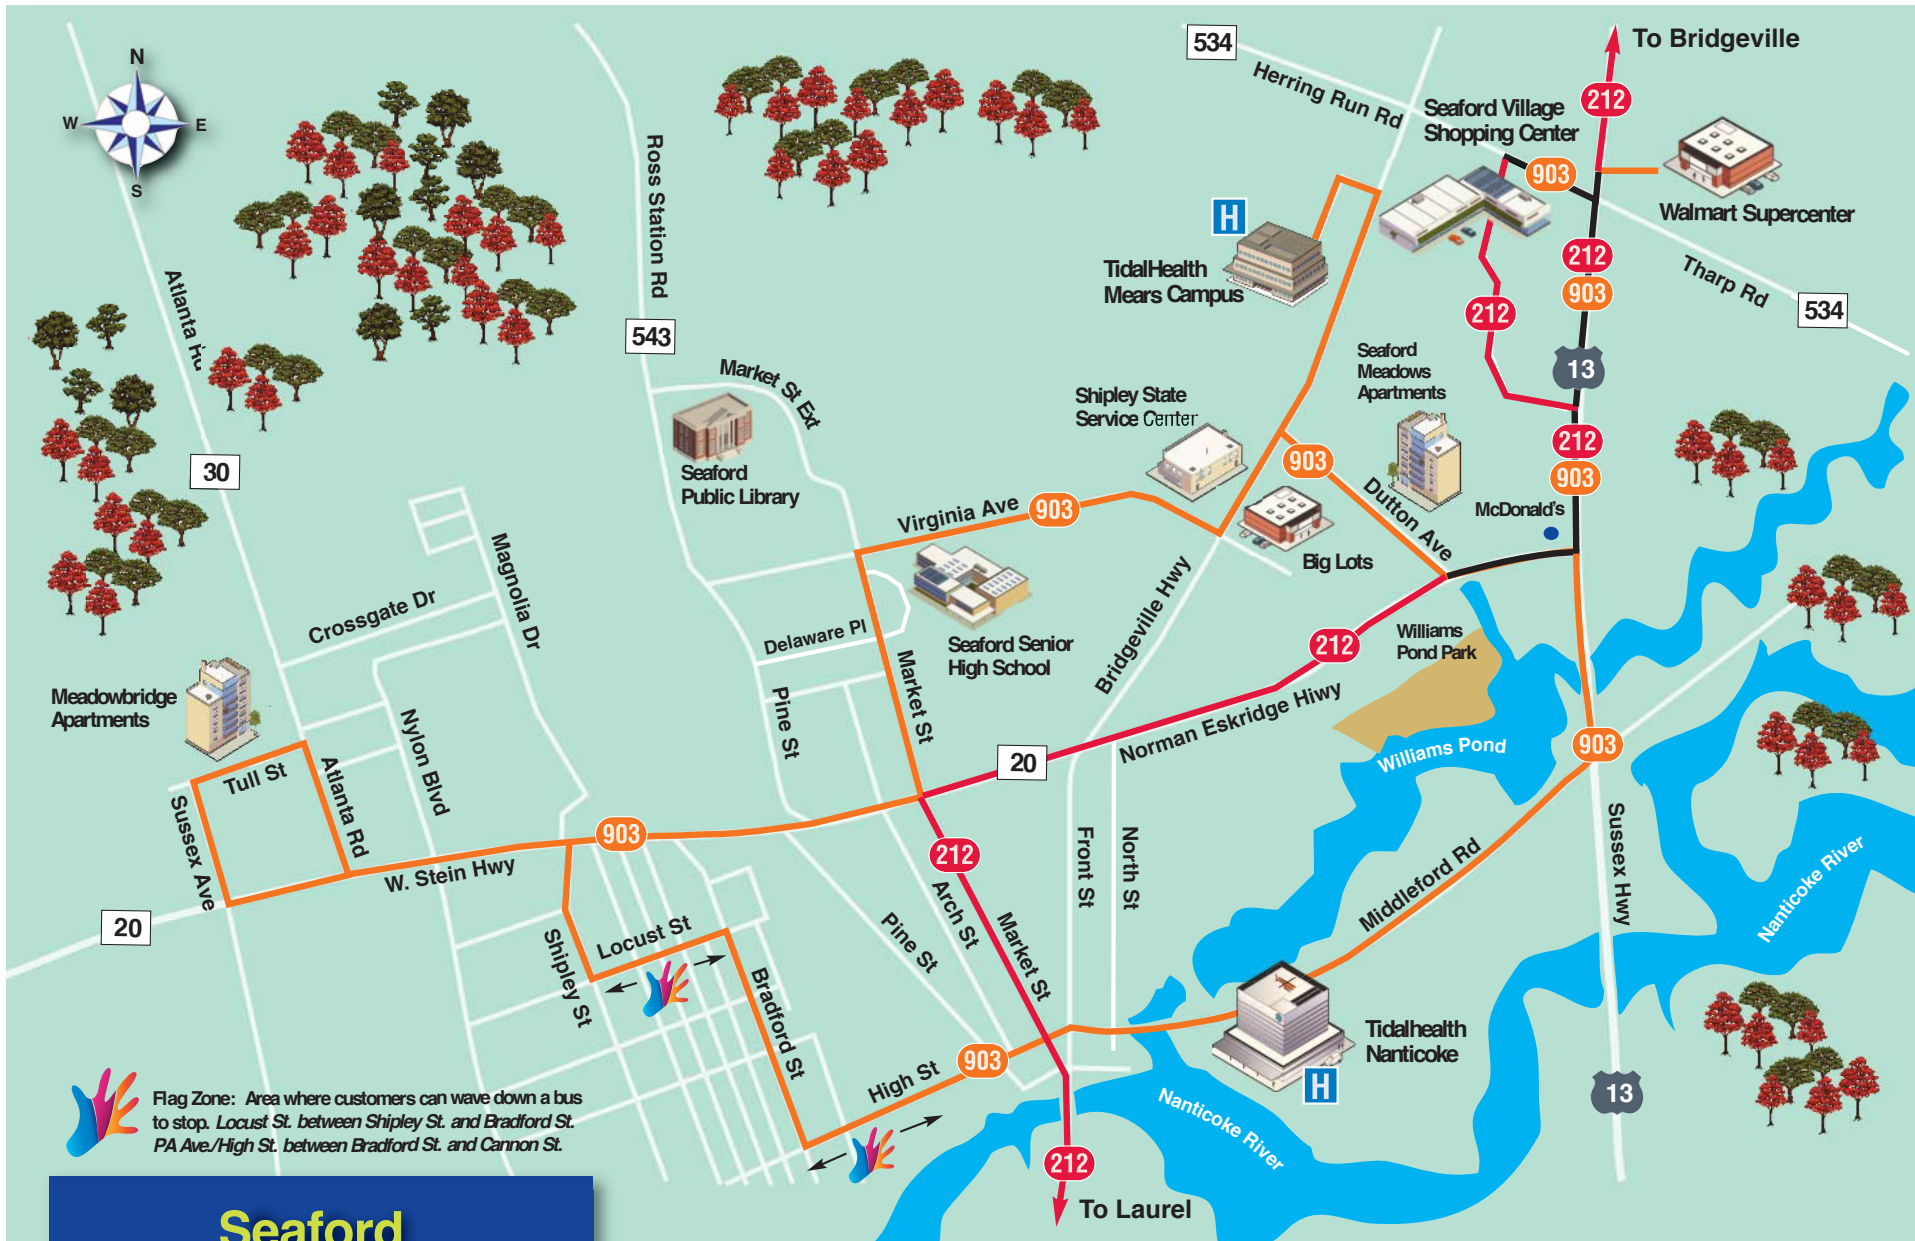 N
W
E
S
534
Herring Run Rd
To Bridgeville
212
Seaford Village
Shopping Center
903
Walmart Supercenter
Ross Station Rd
H
TidalHealth
Mears Campus
212
903
Tharp Rd
534
212
13
Atlanta Rd
543
Market St Ext
Seaford
Meadows
Apartments
Shipley State
Service Center
212
903
30
Seaford
Public Library
903
Virginia Ave
903
Dutton Ave
McDonald's
Big Lots
Magnolia Dr
Crossgate Dr
Delaware Pl
Seaford Senior
High School
Bridgeville Hwy
212
Williams
Pond Park
Meadowbridge
Apartments
Pine St
Market St
Nylon Blvd
20
Norman Eskridge Hiwy
Williams Pond
903
Tull St
Atlanta Rd
Sussex Ave
903
W. Stein Hwy
212
Front St
North St
Sussex Hwy
Middleford Rd
Nanticoke River
20
Arch St
Pine St
Market St
Locust St
Shipley St
Bradford St
903
High St
Tidalhealth
Nanticoke
H
13
Flag Zone: Area where customers can wave down a bus
to stop. Locust St. between Shipley St. and Bradford St.
PA Ave./High St. between Bradford St. and Cannon St.
Nanticoke River
212
To Laurel
Seaford